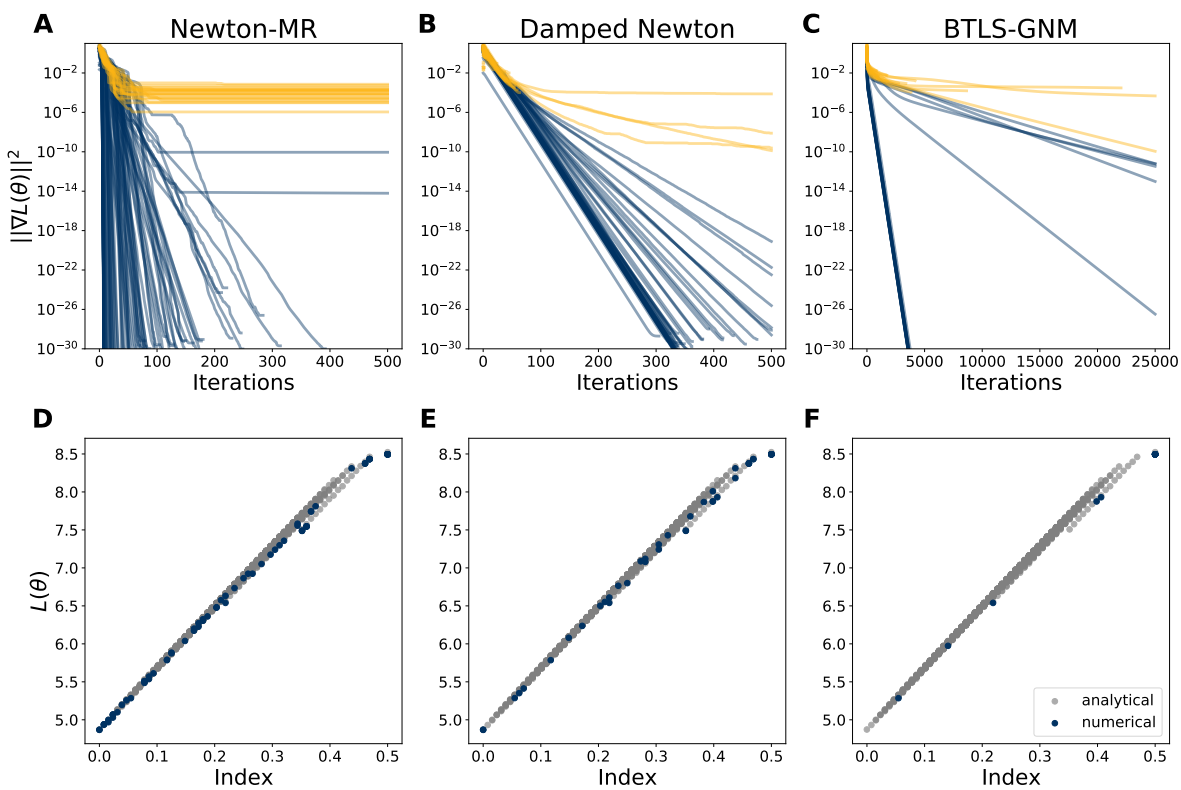 A Newton-MR
B Damped Newton
C BTLS-GNM
||∇L(θ)||²
10⁻² 10⁻⁶ 10⁻¹⁰ 10⁻¹⁴ 10⁻¹⁸ 10⁻²² 10⁻²⁶ 10⁻³⁰
0 100 200 300 400 500
Iterations
10⁻² 10⁻⁶ 10⁻¹⁰ 10⁻¹⁴ 10⁻¹⁸ 10⁻²² 10⁻²⁶ 10⁻³⁰
0 100 200 300 400 500
Iterations
10⁻² 10⁻⁶ 10⁻¹⁰ 10⁻¹⁴ 10⁻¹⁸ 10⁻²² 10⁻²⁶ 10⁻³⁰
0 5000 10000 15000 20000 25000
Iterations
D
L(θ)
8.5 8.0 7.5 7.0 6.5 6.0 5.5 5.0
0.0 0.1 0.2 0.3 0.4 0.5
Index
E
8.5 8.0 7.5 7.0 6.5 6.0 5.5 5.0
0.0 0.1 0.2 0.3 0.4 0.5
Index
F
8.5 8.0 7.5 7.0 6.5 6.0 5.5 5.0
analytical
numerical
0.0 0.1 0.2 0.3 0.4 0.5
Index